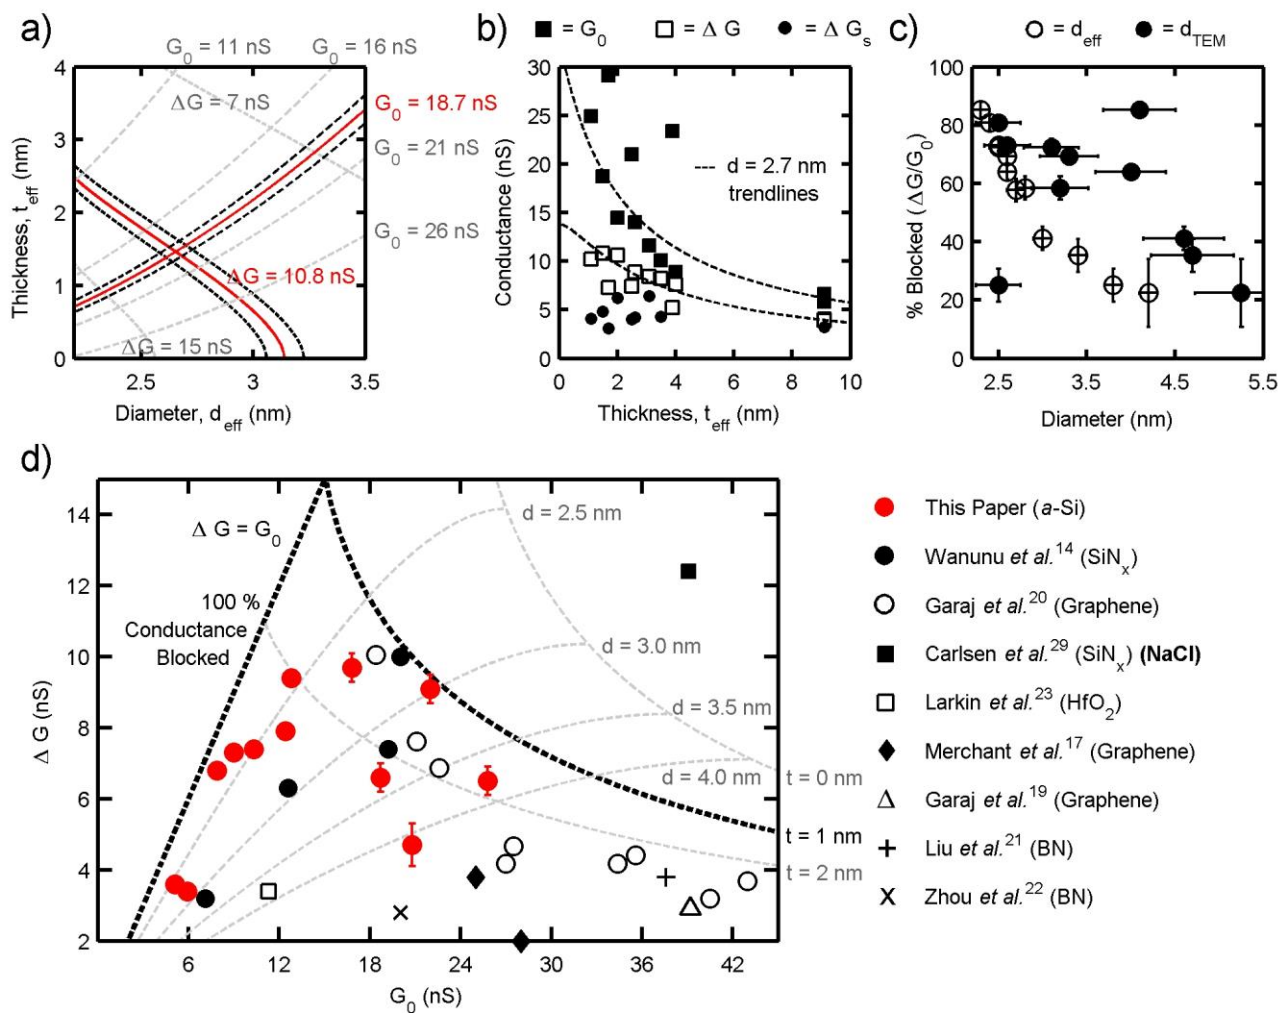 a)
G0 = 11 nS
G0 = 16 nS
ΔG = 7 nS
G0 = 18.7 nS
G0 = 21 nS
G0 = 26 nS
ΔG = 10.8 nS
ΔG = 15 nS
4
3
2
1
0
2.5
3
3.5
Thickness, teff (nm)
Diameter, deff (nm)
b)
= G0
= ΔG
= ΔGs
30
25
20
15
10
5
0
0
2
4
6
8
10
d = 2.7 nm
trendlines
Conductance (nS)
Thickness, teff (nm)
c)
= deff
= dTEM
100
80
60
40
20
0
2.5
3.5
4.5
5.5
% Blocked (ΔG/G0)
Diameter (nm)
d)
14
12
10
8
6
4
2
6
12
18
24
30
36
42
ΔG (nS)
G0 (nS)
ΔG = G0
100 %
Conductance
Blocked
d = 2.5 nm
d = 3.0 nm
d = 3.5 nm
d = 4.0 nm
t = 0 nm
t = 1 nm
t = 2 nm
This Paper (a-Si)
Wanunu et al.14 (SiNx)
Garaj et al.20 (Graphene)
Carlsen et al.29 (SiNx) (NaCl)
Larkin et al.23 (HfO2)
Merchant et al.17 (Graphene)
Garaj et al.19 (Graphene)
Liu et al.21 (BN)
Zhou et al.22 (BN)